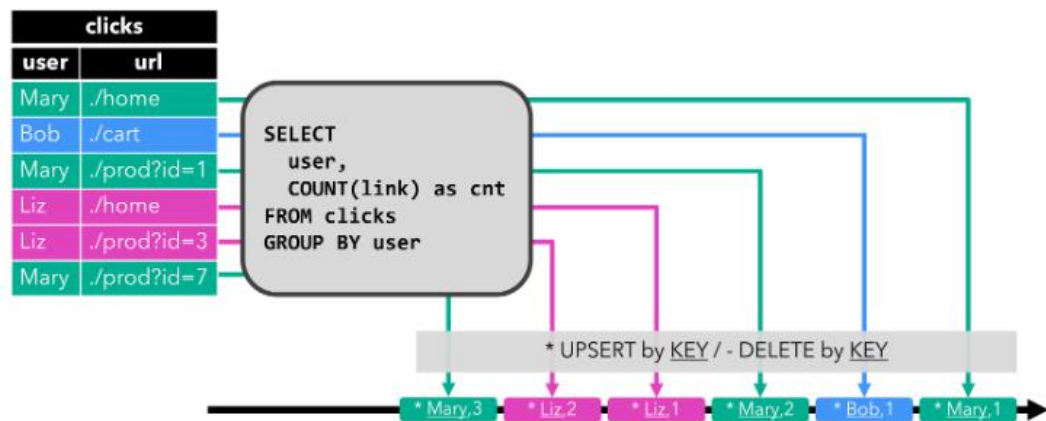 clicks
user url
Mary ./home
Bob ./cart
Mary ./prod?id=1
Liz ./home
Liz ./prod?id=3
Mary ./prod?id=7
SELECT
user,
COUNT(link) as cnt
FROM clicks
GROUP BY user
* UPSERT by KEY / - DELETE by KEY
* Mary,3 * Liz,2 * Liz,1 * Mary,2 * Bob,1 * Mary,1